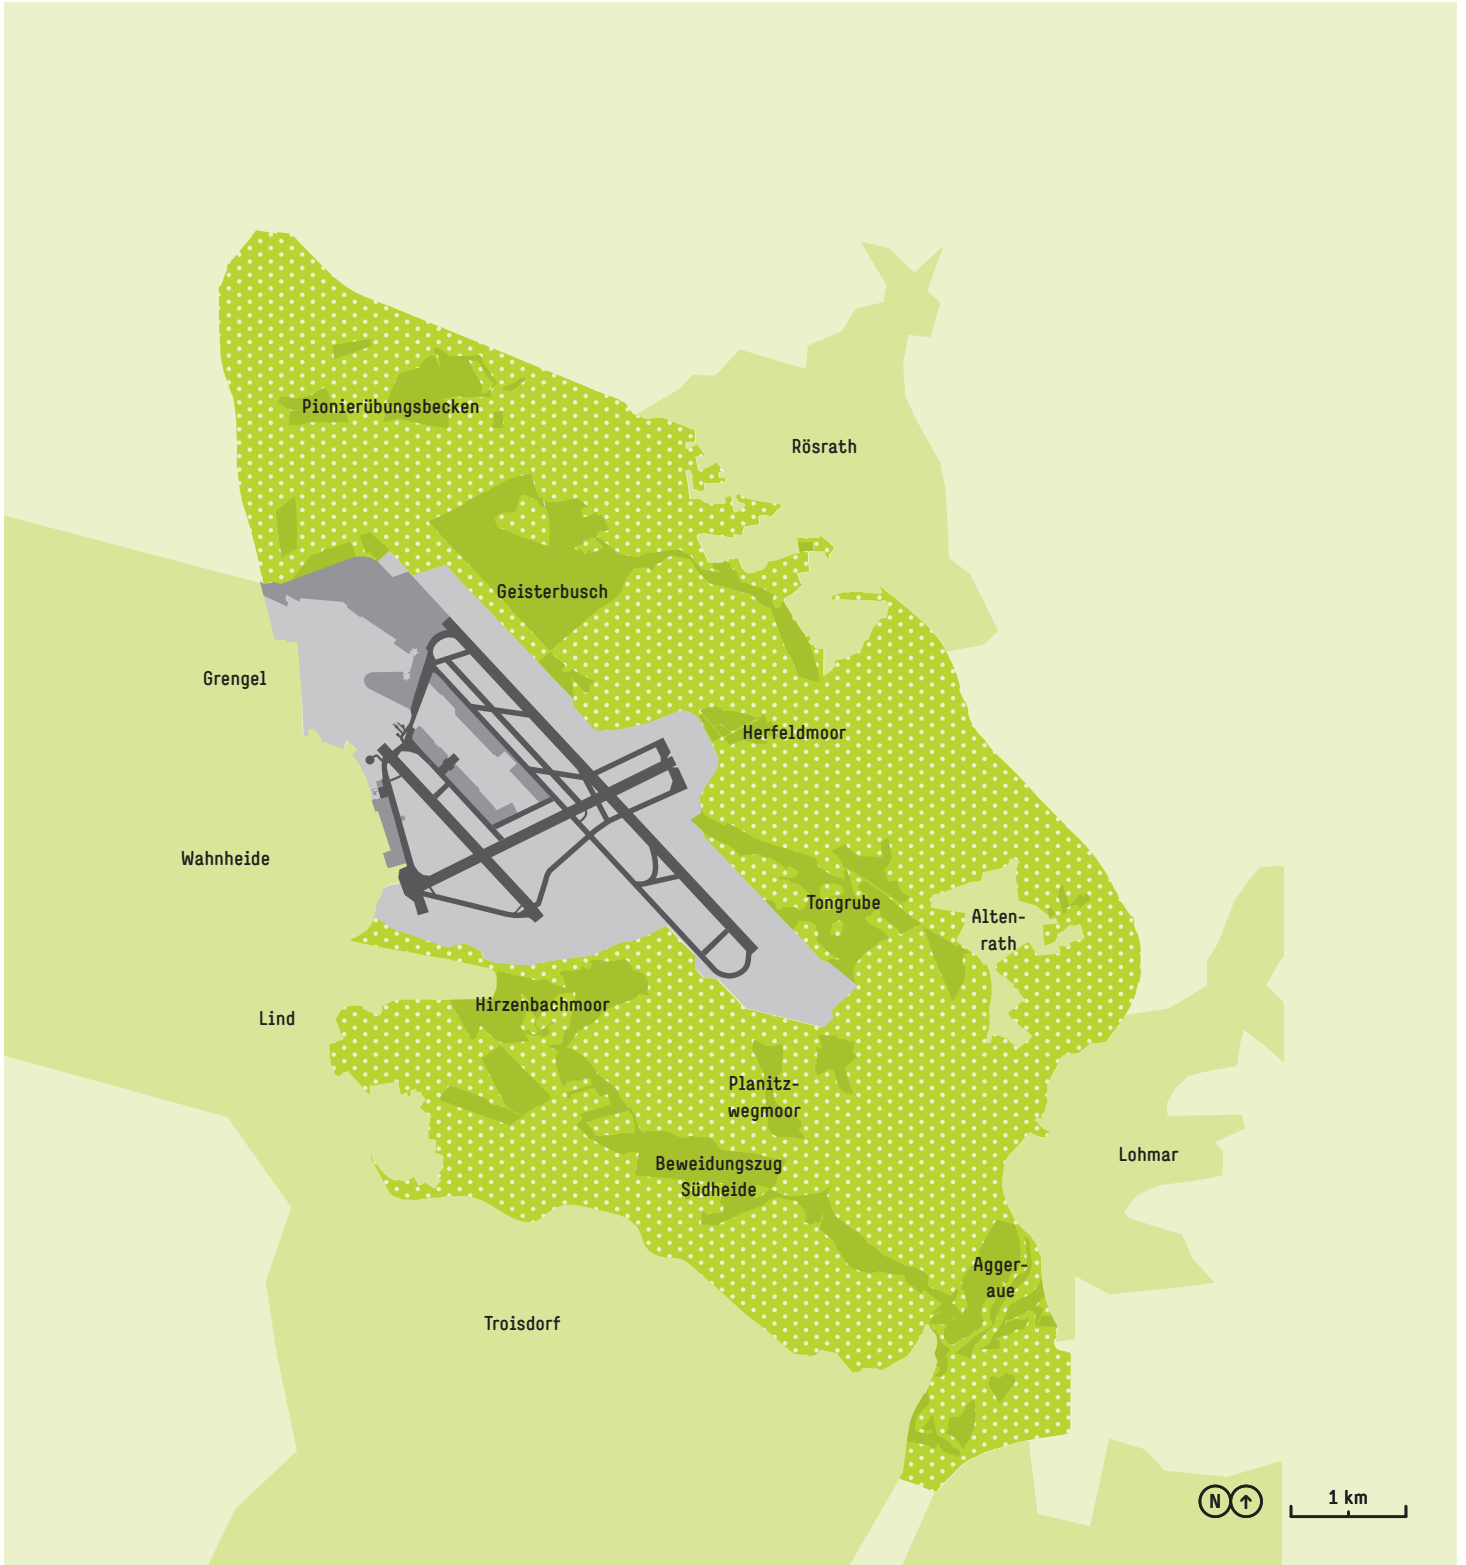 Pionierübungsbecken
Rösrath
Geisterbusch
Grengel
Herfeldmoor
Wahnheide
Tongrube
Alten-
rath
Hirzenbachmoor
Lind
Planitz-
wegmoor
Lohmar
Beweidungszug
Südheide
Agger-
aue
Troisdorf
N
1 km